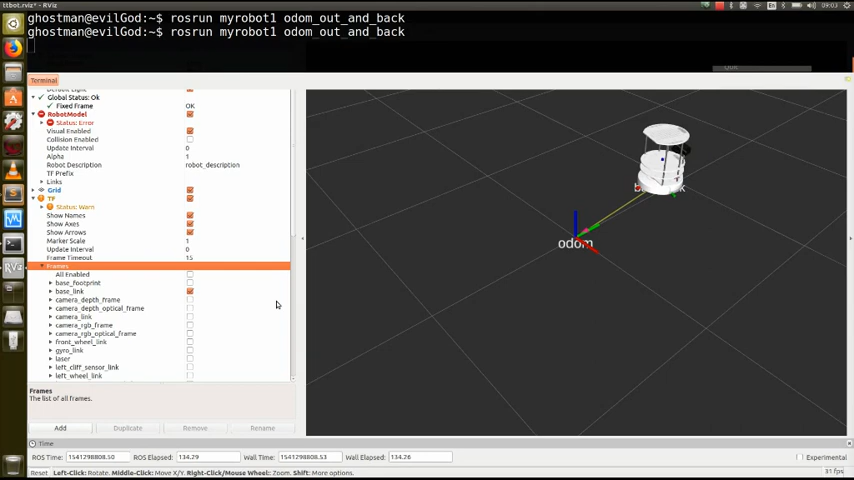 ttbot.rviz* - RViz
En
09:03
ghostman@evilGod:~$ rosrun myrobot1 odom_out_and_back
ghostman@evilGod:~$ rosrun myrobot1 odom_out_and_back
Terminal
Default Light
Global Status: Ok
Fixed Frame OK
RobotModel
Status: Error
Visual Enabled
Collision Enabled
Update Interval 0
Alpha 1
Robot Description robot_description
TF Prefix
Links
Grid
TF
Status: Warn
Show Names
Show Axes
Show Arrows
Marker Scale 1
Update Interval 0
Frame Timeout 15
Frames
All Enabled
base_footprint
base_link
camera_depth_frame
camera_depth_optical_frame
camera_link
camera_rgb_frame
camera_rgb_optical_frame
front_wheel_link
gyro_link
laser
left_cliff_sensor_link
left_wheel_link
odom
Frames
The list of all frames.
Add Duplicate Remove Rename
Time
ROS Time: 1541298808.50 ROS Elapsed: 134.29 Wall Time: 1541298808.53 Wall Elapsed: 134.26 Experimental
Reset Left-Click: Rotate. Middle-Click: Move X/Y. Right-Click/Mouse Wheel: Zoom. Shift: More options. 31 fps